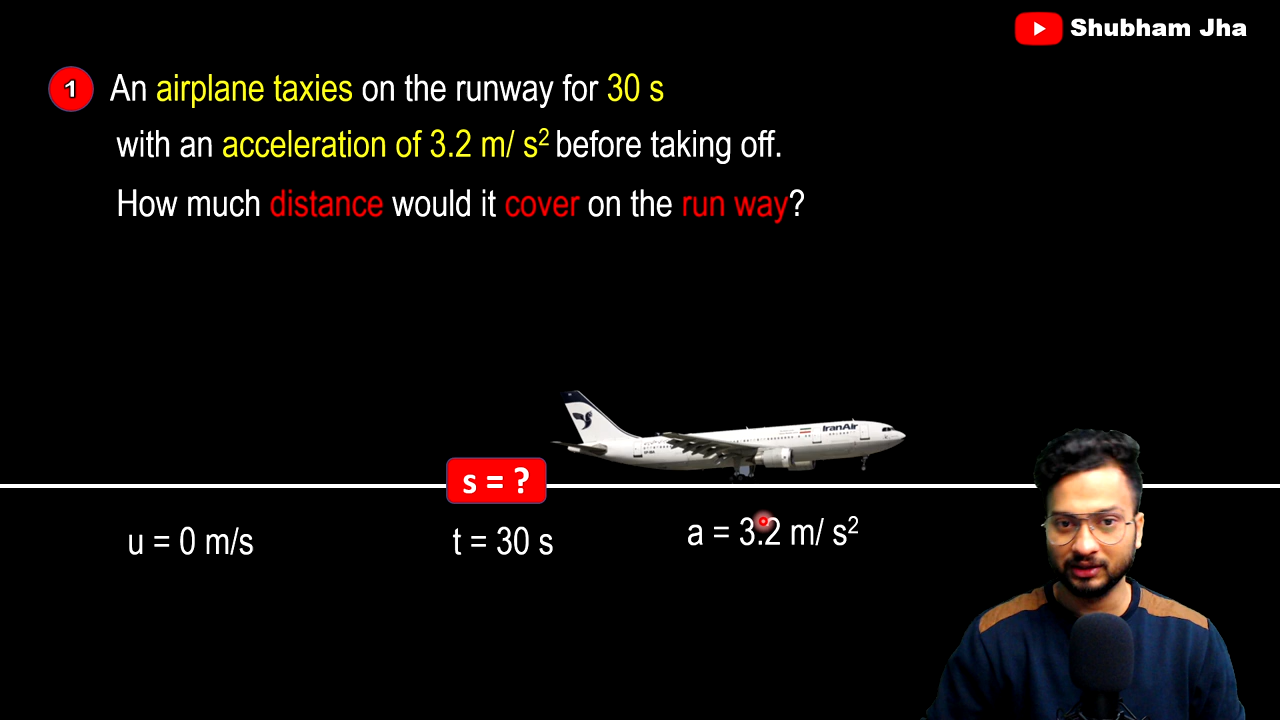 Shubham Jha
1 An airplane taxies on the runway for 30 s
with an acceleration of 3.2 m/ s² before taking off.
How much distance would it cover on the run way?
IranAir
s = ?
u = 0 m/s
t = 30 s
a = 3.2 m/ s²